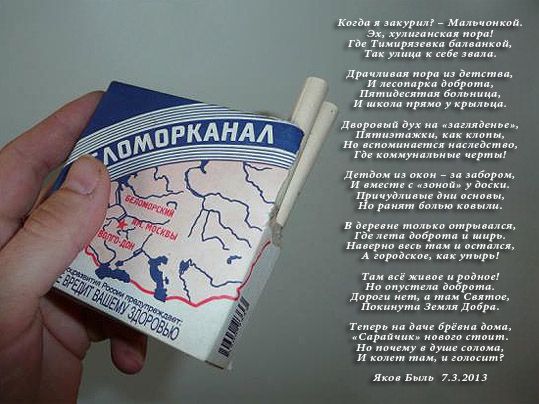 БЕЛОМОРКАНАЛ
БЕЛОМОРСКИЙ
ИМ. МОСКВЫ
ВОЛГО-ДОН
России предупреждает:
ВРЕДИТ ВАШЕМУ ЗДОРОВЬЮ
Когда я закурил? – Мальчонкой.
Эх, хулиганская пора!
Где Тимирязевка балванкой,
Так улица к себе звала.
Драчливая пора из детства,
И лесопарка доброта,
Пятидесятая больница,
И школа прямо у крыльца.
Дворовый дух на «загляденье»,
Пятиэтажки, как клопы,
Но вспоминается наследство,
Где коммунальные черты!
Детдом из окон – за забором,
И вместе с «зоной» у доски.
Причудливые дни основы,
Но ранят болью ковыли.
В деревне только отрывался,
Где лета доброта и ширь.
Наверно весь там и остался,
А городское, как упырь!
Там всё живое и родное!
Но опустела доброта.
Дороги нет, а там Святое,
Покинута Земля Добра.
Теперь на даче брёвна дома,
«Сарайчик» нового стоит.
Но почему в душе солома,
И колет там, и голосит?
Яков Быль 7.3.2013